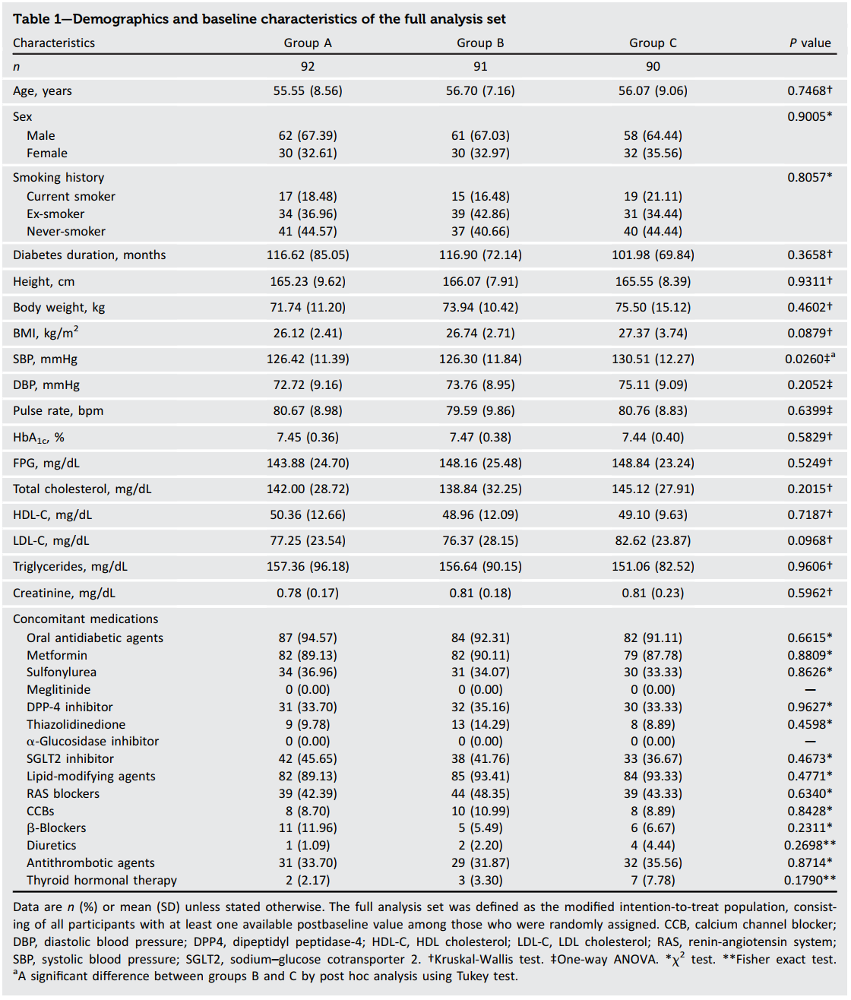 Table 1—Demographics and baseline characteristics of the full analysis set
Characteristics Group A Group B Group C P value
n 92 91 90
Age, years 55.55 (8.56) 56.70 (7.16) 56.07 (9.06) 0.7468†
Sex 0.9005*
Male 62 (67.39) 61 (67.03) 58 (64.44)
Female 30 (32.61) 30 (32.97) 32 (35.56)
Smoking history 0.8057*
Current smoker 17 (18.48) 15 (16.48) 19 (21.11)
Ex-smoker 34 (36.96) 39 (42.86) 31 (34.44)
Never-smoker 41 (44.57) 37 (40.66) 40 (44.44)
Diabetes duration, months 116.62 (85.05) 116.90 (72.14) 101.98 (69.84) 0.3658†
Height, cm 165.23 (9.62) 166.07 (7.91) 165.55 (8.39) 0.9311†
Body weight, kg 71.74 (11.20) 73.94 (10.42) 75.50 (15.12) 0.4602†
BMI, kg/m² 26.12 (2.41) 26.74 (2.71) 27.37 (3.74) 0.0879†
SBP, mmHg 126.42 (11.39) 126.30 (11.84) 130.51 (12.27) 0.0260‡ᵃ
DBP, mmHg 72.72 (9.16) 73.76 (8.95) 75.11 (9.09) 0.2052‡
Pulse rate, bpm 80.67 (8.98) 79.59 (9.86) 80.76 (8.83) 0.6399‡
HbA1c, % 7.45 (0.36) 7.47 (0.38) 7.44 (0.40) 0.5829†
FPG, mg/dL 143.88 (24.70) 148.16 (25.48) 148.84 (23.24) 0.5249†
Total cholesterol, mg/dL 142.00 (28.72) 138.84 (32.25) 145.12 (27.91) 0.2015†
HDL-C, mg/dL 50.36 (12.66) 48.96 (12.09) 49.10 (9.63) 0.7187†
LDL-C, mg/dL 77.25 (23.54) 76.37 (28.15) 82.62 (23.87) 0.0968†
Triglycerides, mg/dL 157.36 (96.18) 156.64 (90.15) 151.06 (82.52) 0.9606†
Creatinine, mg/dL 0.78 (0.17) 0.81 (0.18) 0.81 (0.23) 0.5962†
Concomitant medications
Oral antidiabetic agents 87 (94.57) 84 (92.31) 82 (91.11) 0.6615*
Metformin 82 (89.13) 82 (90.11) 79 (87.78) 0.8809*
Sulfonylurea 34 (36.96) 31 (34.07) 30 (33.33) 0.8626*
Meglitinide 0 (0.00) 0 (0.00) 0 (0.00) —
DPP-4 inhibitor 31 (33.70) 32 (35.16) 30 (33.33) 0.9627*
Thiazolidinedione 9 (9.78) 13 (14.29) 8 (8.89) 0.4598*
α-Glucosidase inhibitor 0 (0.00) 0 (0.00) 0 (0.00) —
SGLT2 inhibitor 42 (45.65) 38 (41.76) 33 (36.67) 0.4673*
Lipid-modifying agents 82 (89.13) 85 (93.41) 84 (93.33) 0.4771*
RAS blockers 39 (42.39) 44 (48.35) 39 (43.33) 0.6340*
CCBs 8 (8.70) 10 (10.99) 8 (8.89) 0.8428*
β-Blockers 11 (11.96) 5 (5.49) 6 (6.67) 0.2311*
Diuretics 1 (1.09) 2 (2.20) 4 (4.44) 0.2698**
Antithrombotic agents 31 (33.70) 29 (31.87) 32 (35.56) 0.8714*
Thyroid hormonal therapy 2 (2.17) 3 (3.30) 7 (7.78) 0.1790**
Data are n (%) or mean (SD) unless stated otherwise. The full analysis set was defined as the modified intention-to-treat population, consist-
ing of all participants with at least one available postbaseline value among those who were randomly assigned. CCB, calcium channel blocker;
DBP, diastolic blood pressure; DPP4, dipeptidyl peptidase-4; HDL-C, HDL cholesterol; LDL-C, LDL cholesterol; RAS, renin-angiotensin system;
SBP, systolic blood pressure; SGLT2, sodium–glucose cotransporter 2. †Kruskal-Wallis test. ‡One-way ANOVA. *χ² test. **Fisher exact test.
ᵃA significant difference between groups B and C by post hoc analysis using Tukey test.